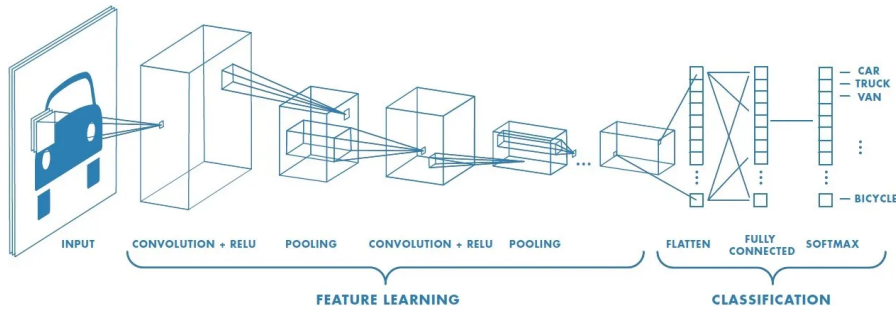 CAR
TRUCK
VAN
BICYCLE
INPUT
CONVOLUTION + RELU
POOLING
CONVOLUTION + RELU
POOLING
FLATTEN
FULLY
CONNECTED
SOFTMAX
FEATURE LEARNING
CLASSIFICATION